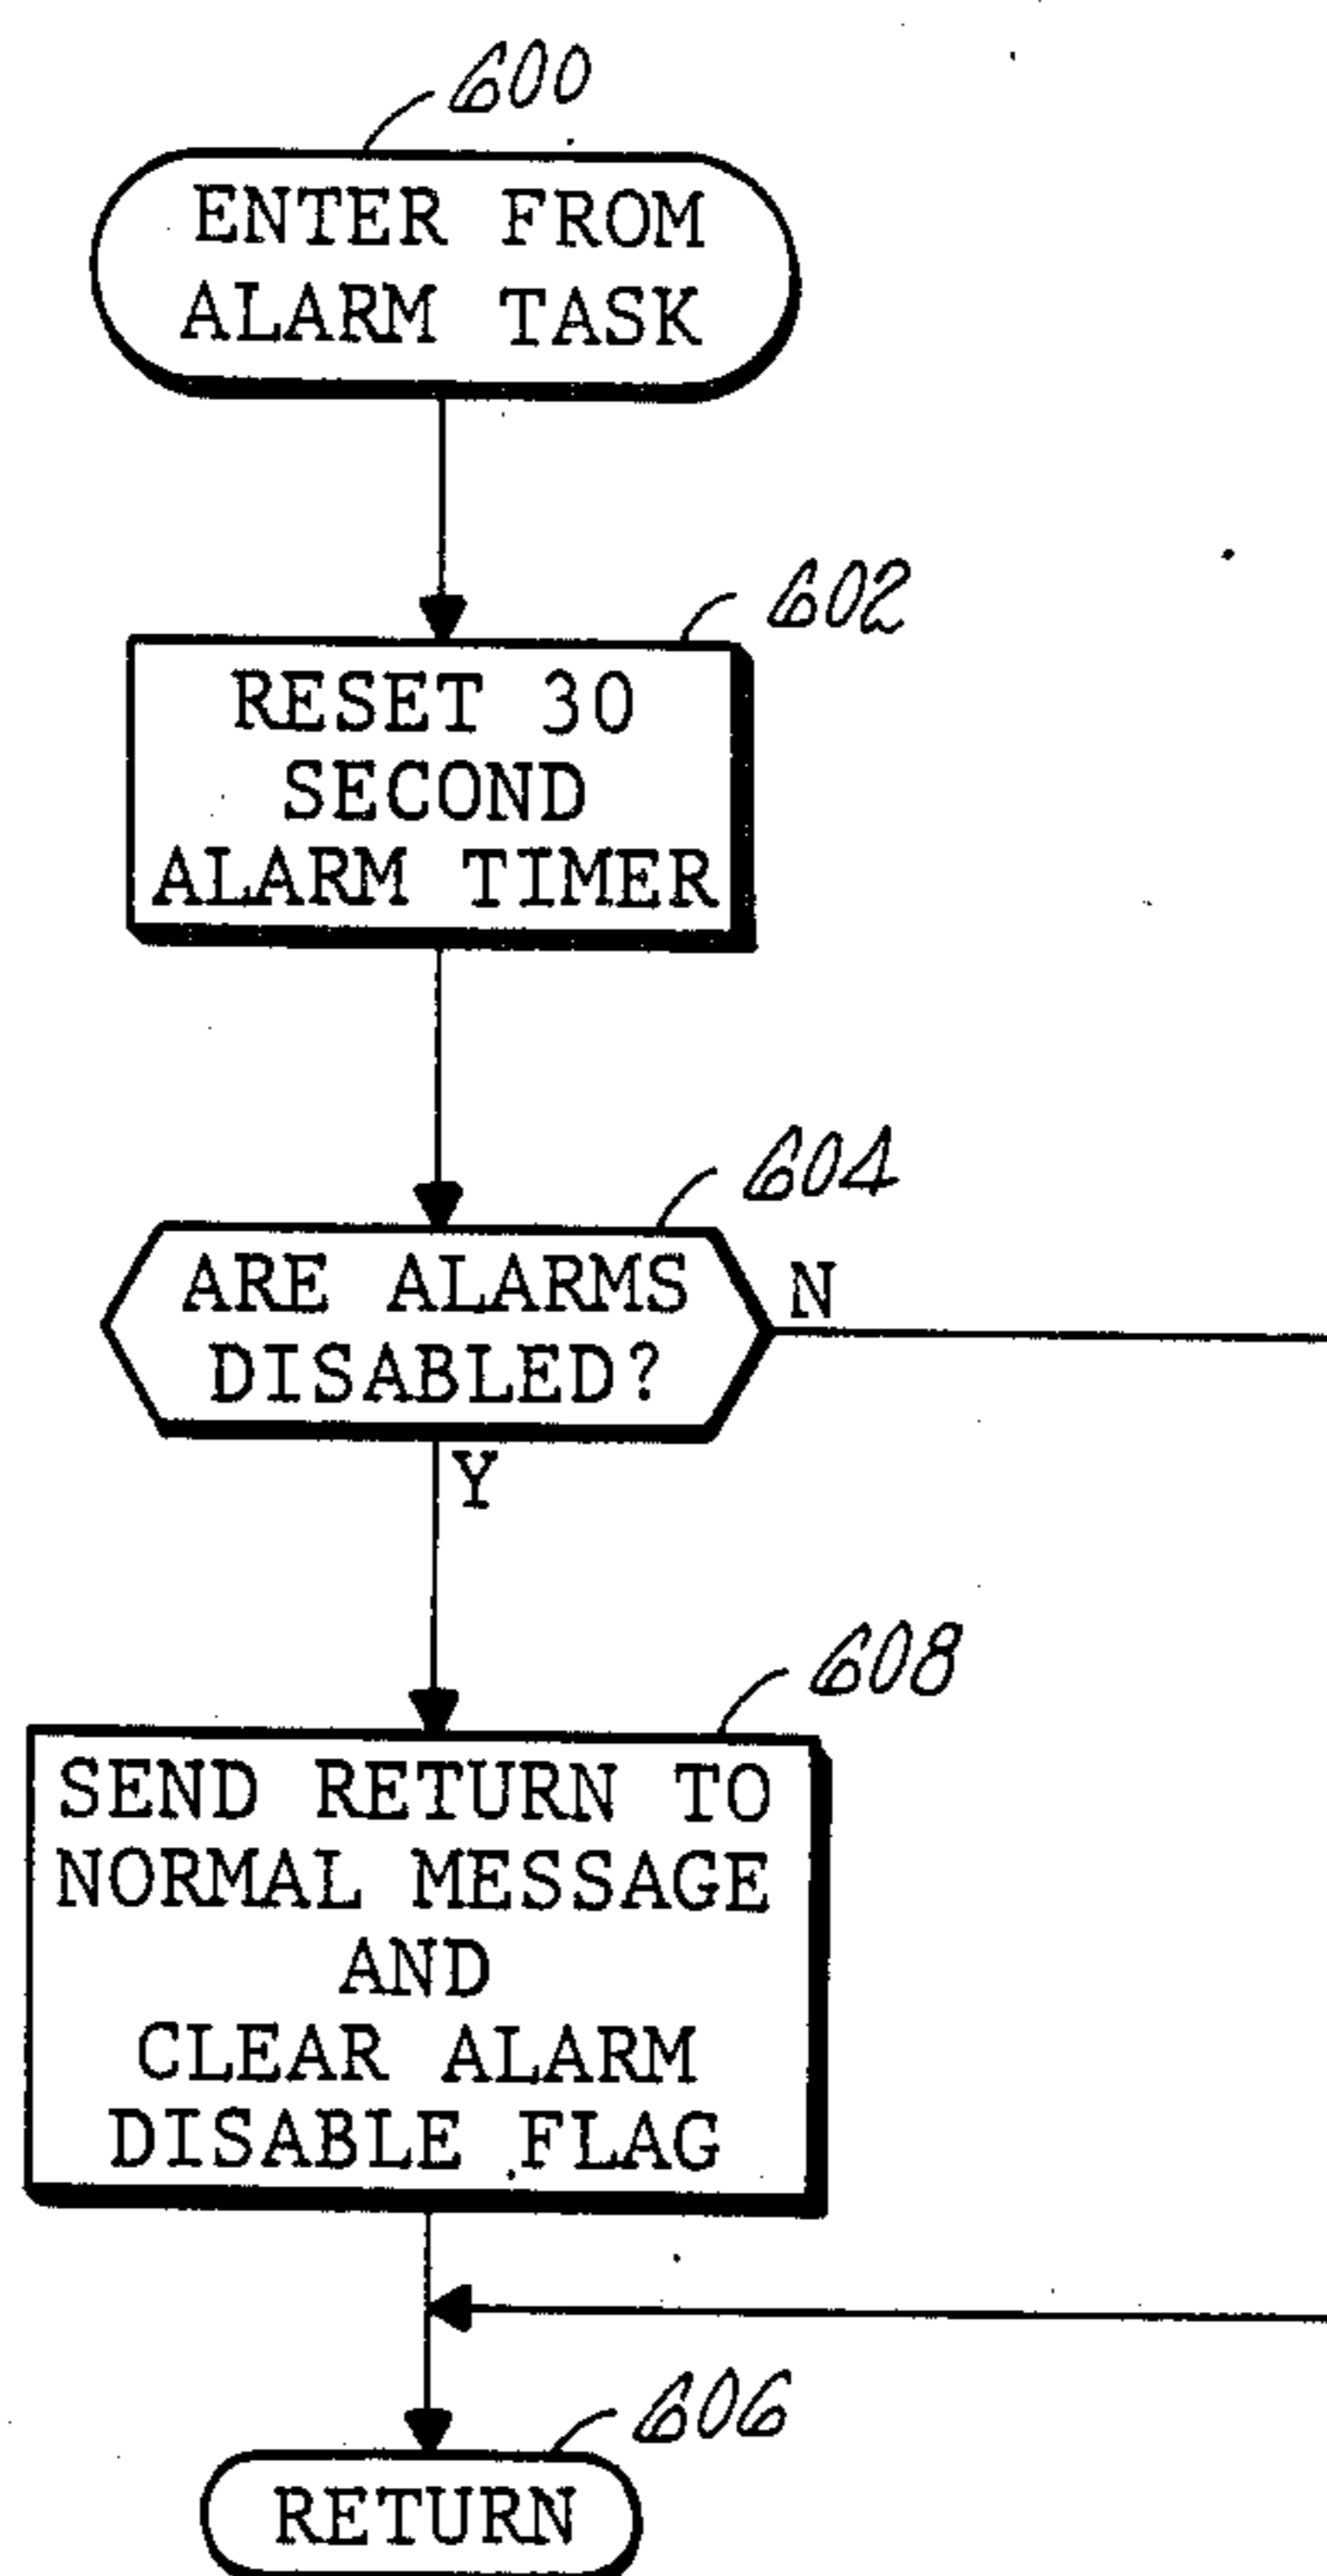 600
ENTER FROM
ALARM TASK
602
RESET 30
SECOND
ALARM TIMER
604
ARE ALARMS
DISABLED?
N
Y
608
SEND RETURN TO
NORMAL MESSAGE
AND
CLEAR ALARM
DISABLE FLAG
606
RETURN